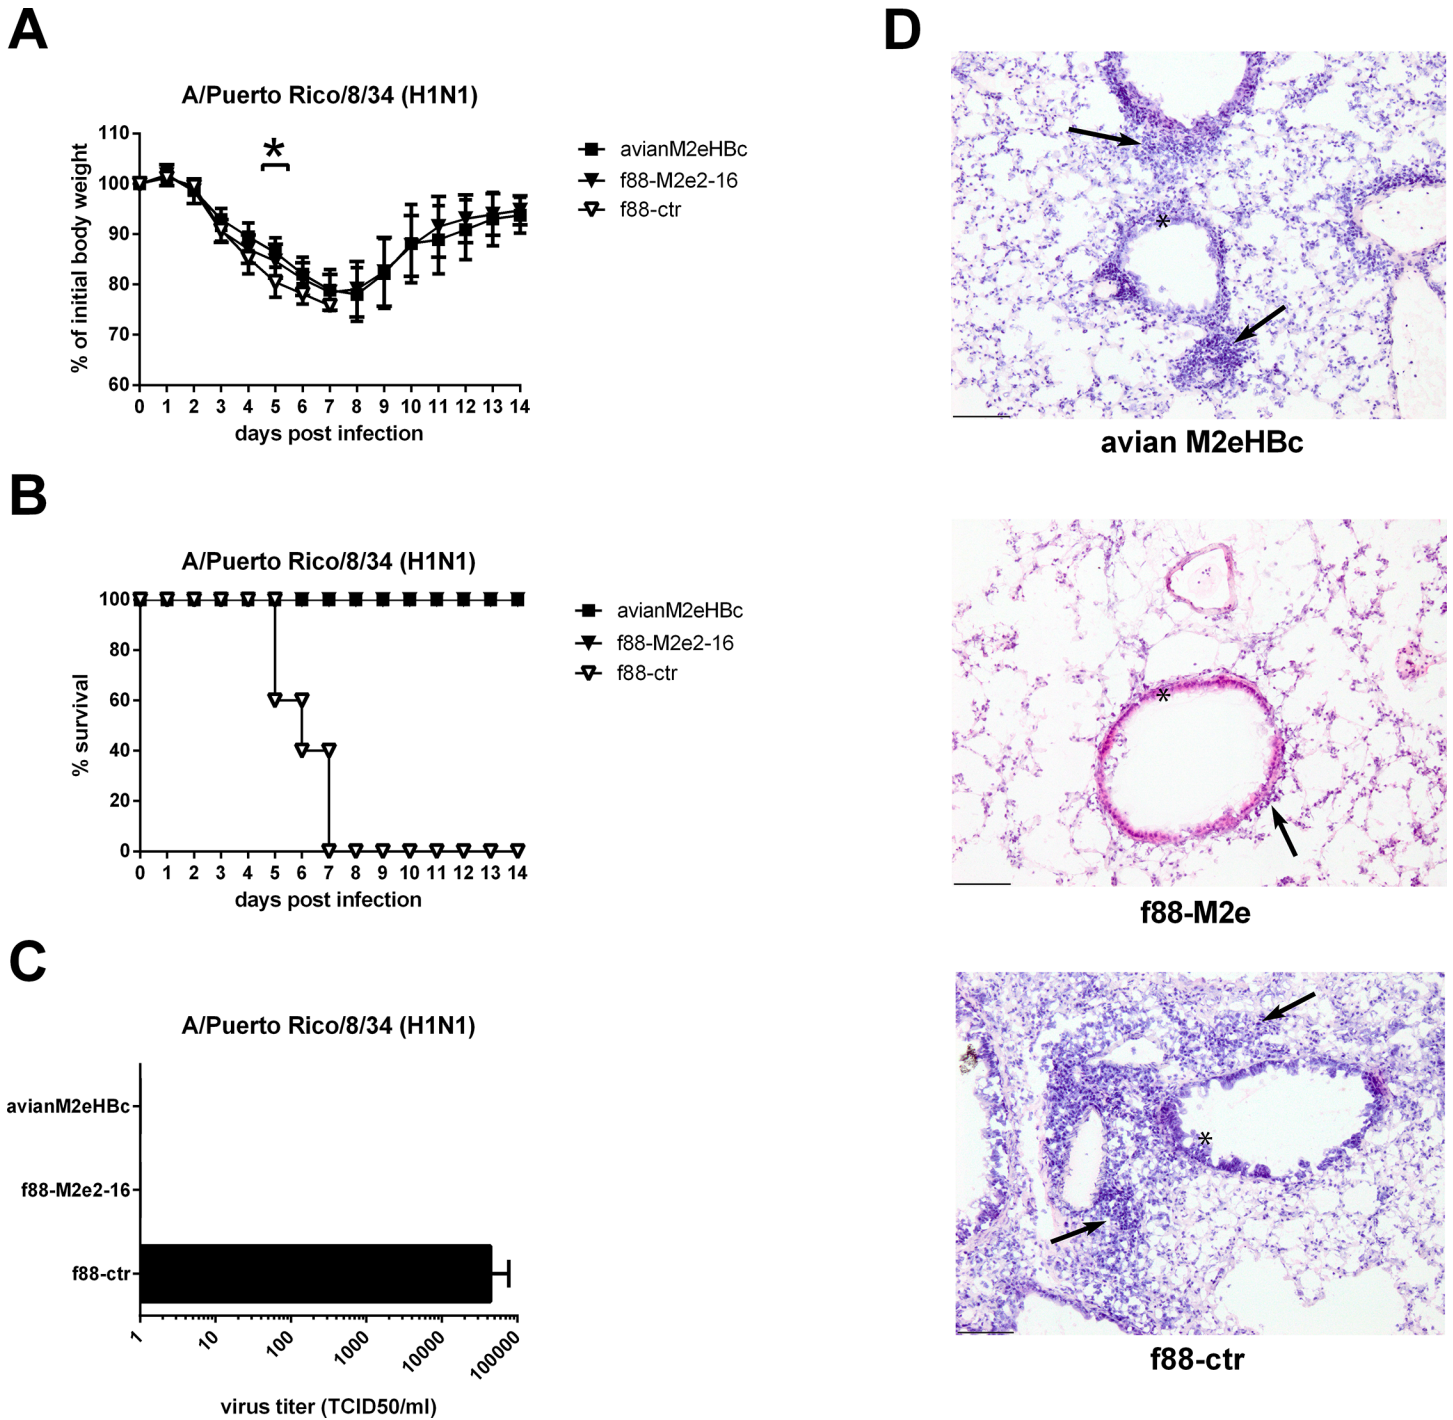 A
A/Puerto Rico/8/34 (H1N1)
% of initial body weight
110
100
90
80
70
60
*
0 1 2 3 4 5 6 7 8 9 10 11 12 13 14
days post infection
avianM2eHBc
f88-M2e2-16
f88-ctr
B
A/Puerto Rico/8/34 (H1N1)
% survival
100
80
60
40
20
0
0 1 2 3 4 5 6 7 8 9 10 11 12 13 14
days post infection
avianM2eHBc
f88-M2e2-16
f88-ctr
C
A/Puerto Rico/8/34 (H1N1)
avianM2eHBc
f88-M2e2-16
f88-ctr
1 10 100 1000 10000 100000
virus titer (TCID50/ml)
D
*
avian M2eHBc
*
f88-M2e
*
f88-ctr